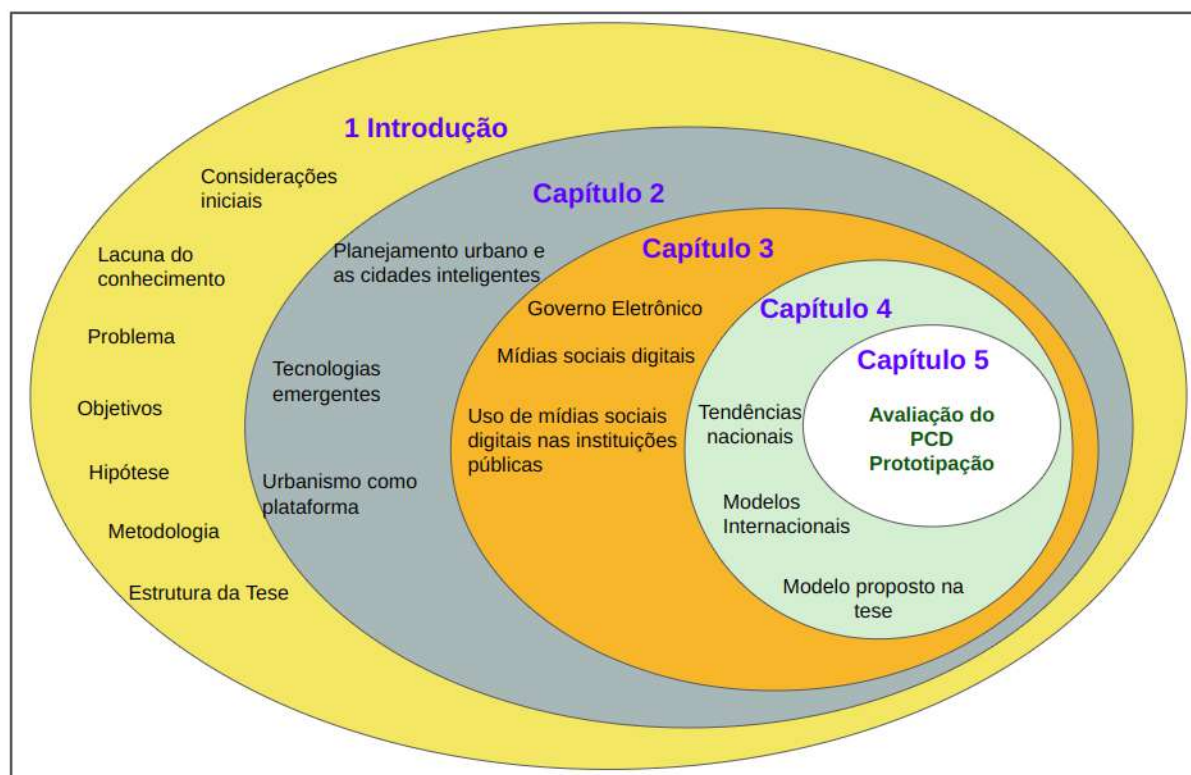 1 Introdução
Considerações
iniciais
Lacuna do
conhecimento
Problema
Objetivos
Hipótese
Metodologia
Estrutura da Tese
Capítulo 2
Planejamento urbano e
as cidades inteligentes
Tecnologias
emergentes
Urbanismo como
plataforma
Capítulo 3
Governo Eletrônico
Mídias sociais digitais
Uso de mídias sociais
digitais nas instituições
públicas
Capítulo 4
Tendências
nacionais
Modelos
Internacionais
Modelo proposto na
tese
Capítulo 5
Avaliação do
PCD
Prototipação